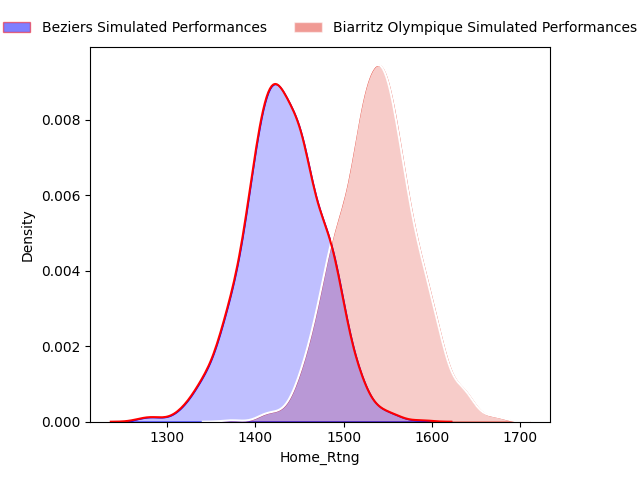 Beziers Simulated Performances Biarritz Olympique Simulated Performances
0.008
0.006
0.004
0.002
0.000
Density
1300 1400 1500 1600 1700
Home_Rtng